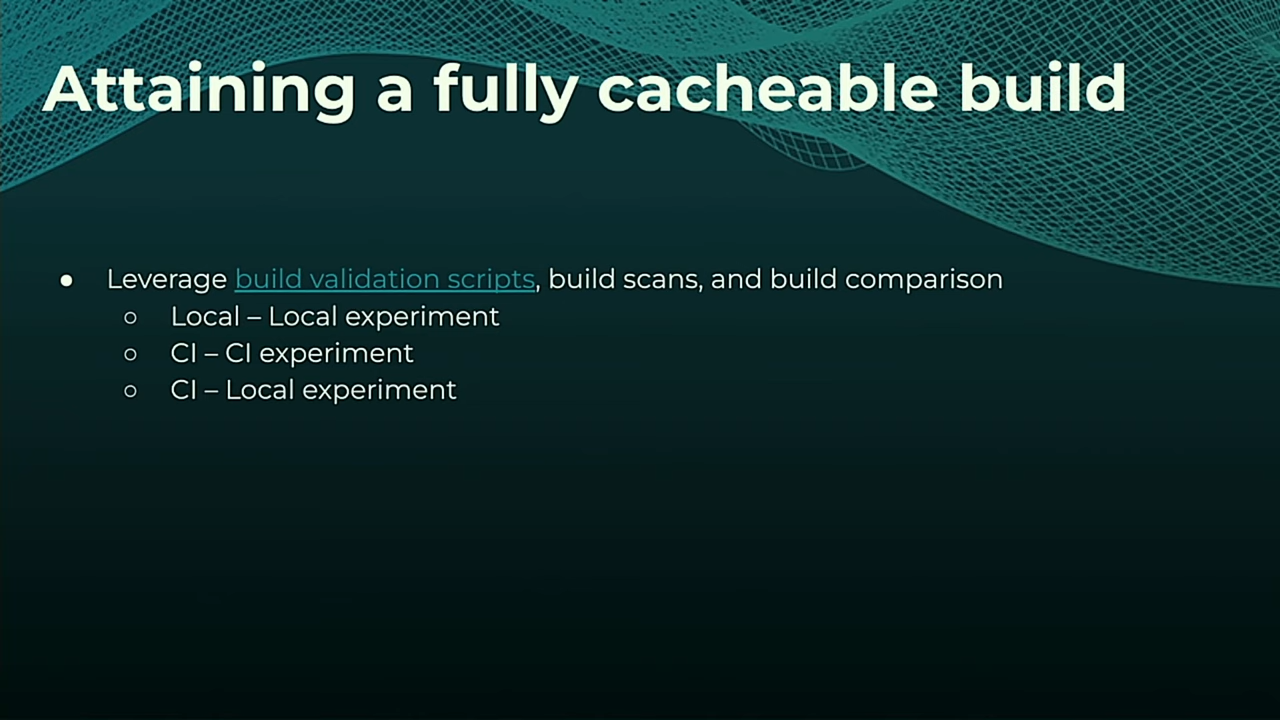 Attaining a fully cacheable build
● Leverage build validation scripts, build scans, and build comparison
○ Local – Local experiment
○ CI – CI experiment
○ CI – Local experiment